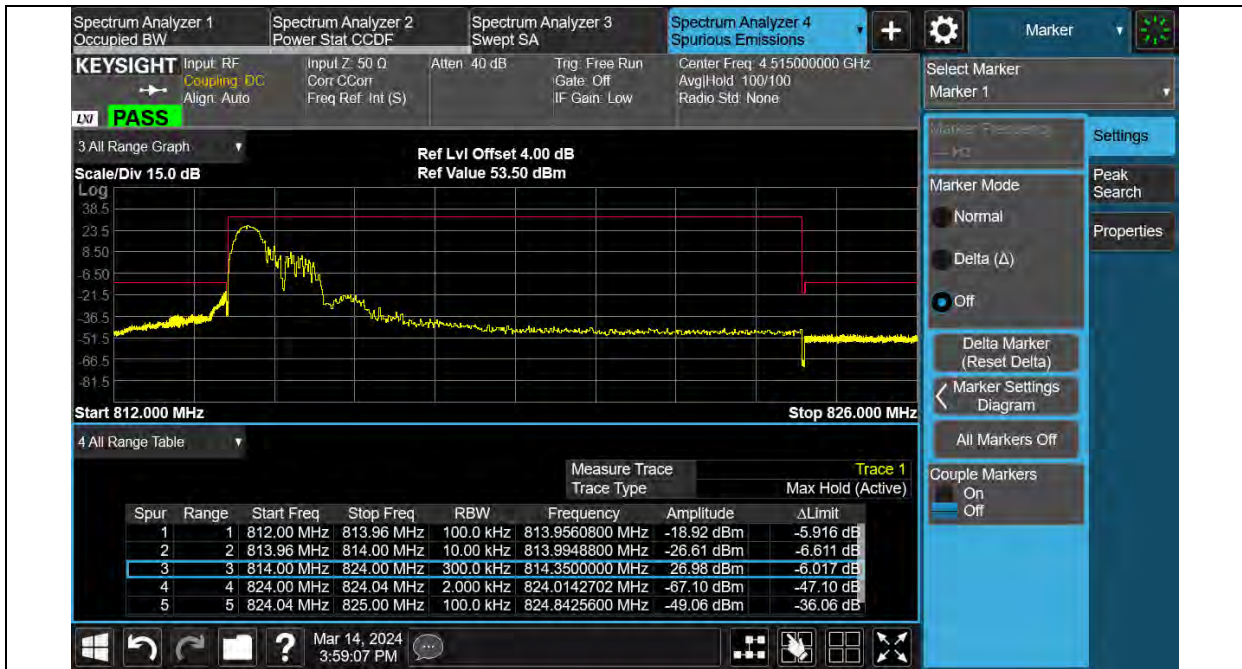 Spectrum Analyzer 1
Occupied BW
Spectrum Analyzer 2
Power Stat CCDF
Spectrum Analyzer 3
Swept SA
Spectrum Analyzer 4
Spurious Emissions
Marker
KEYSIGHT
LXI
PASS
Input: RF
Coupling: DC
Align: Auto
Input Z: 50 Ω
Corr CCorr
Freq Ref: Int (S)
Atten: 40 dB
Trig: Free Run
Gate: Off
IF Gain: Low
Center Freq: 4.515000000 GHz
Avg|Hold: 100/100
Radio Std: None
Select Marker
Marker 1
3 All Range Graph
Scale/Div 15.0 dB
Ref Lvl Offset 4.00 dB
Ref Value 53.50 dBm
Log
38.5
23.5
8.50
-6.50
-21.5
-36.5
-51.5
-66.5
-81.5
Start 812.000 MHz
Stop 826.000 MHz
Marker Frequency
--- Hz
Marker Mode
Normal
Delta (Δ)
Off
Delta Marker
(Reset Delta)
Marker Settings
Diagram
All Markers Off
Couple Markers
On
Off
Settings
Peak
Search
Properties
4 All Range Table
Measure Trace Trace 1
Trace Type Max Hold (Active)
Spur Range Start Freq Stop Freq RBW Frequency Amplitude ΔLimit
1 1 812.00 MHz 813.96 MHz 100.0 kHz 813.9560800 MHz -18.92 dBm -5.916 dB
2 2 813.96 MHz 814.00 MHz 10.00 kHz 813.9948800 MHz -26.61 dBm -6.611 dB
3 3 814.00 MHz 824.00 MHz 300.0 kHz 814.3500000 MHz 26.98 dBm -6.017 dB
4 4 824.00 MHz 824.04 MHz 2.000 kHz 824.0142702 MHz -67.10 dBm -47.10 dB
5 5 824.04 MHz 825.00 MHz 100.0 kHz 824.8425600 MHz -49.06 dBm -36.06 dB
Mar 14, 2024
3:59:07 PM